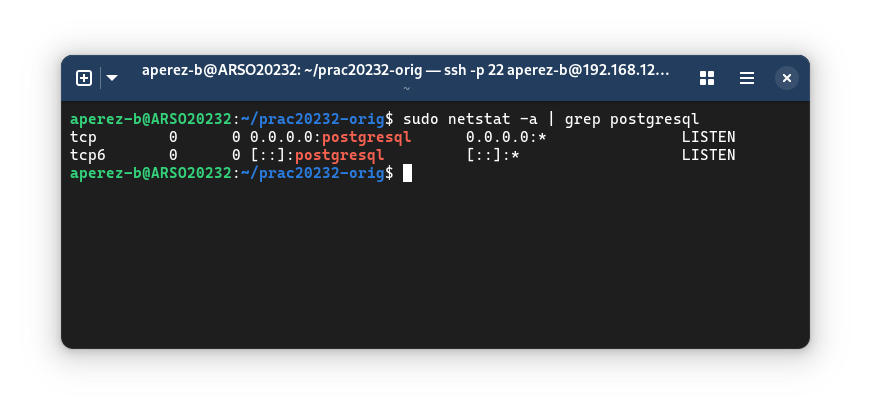 aperez-b@ARSO20232: ~/prac20232-orig — ssh -p 22 aperez-b@192.168.12…
~
aperez-b@ARSO20232:~/prac20232-orig$ sudo netstat -a | grep postgresql
tcp        0      0 0.0.0.0:postgresql      0.0.0.0:*               LISTEN
tcp6       0      0 [::]:postgresql         [::]:*                  LISTEN
aperez-b@ARSO20232:~/prac20232-orig$